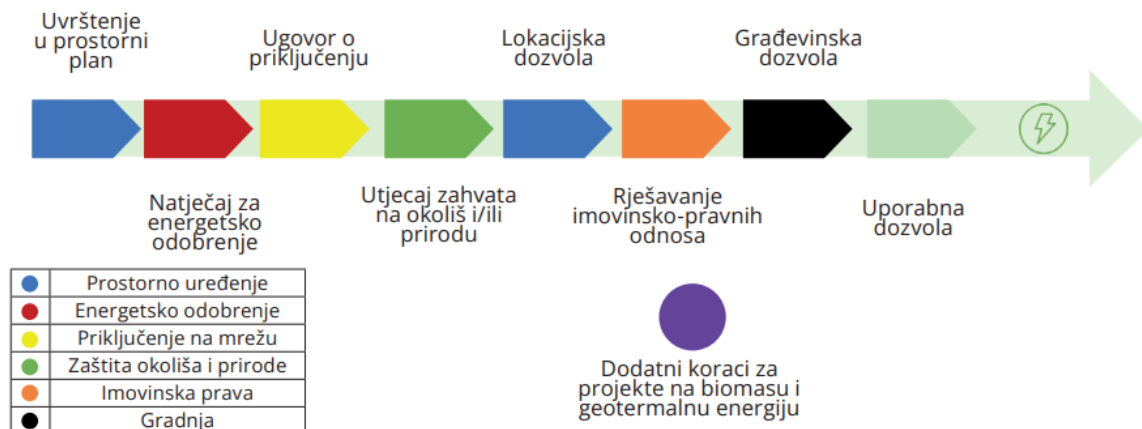 Uvrštenje
u prostorni
plan
Ugovor o
priključenju
Lokacijska
dozvola
Građevinska
dozvola
Natječaj za
energetsko
odobrenje
Utjecaj zahvata
na okoliš i/ili
prirodu
Rješavanje
imovinsko-pravnih
odnosa
Uporabna
dozvola
Prostorno uređenje
Energetsko odobrenje
Priključenje na mrežu
Zaštita okoliša i prirode
Imovinska prava
Gradnja
Dodatni koraci za
projekte na biomasu i
geotermalnu energiju